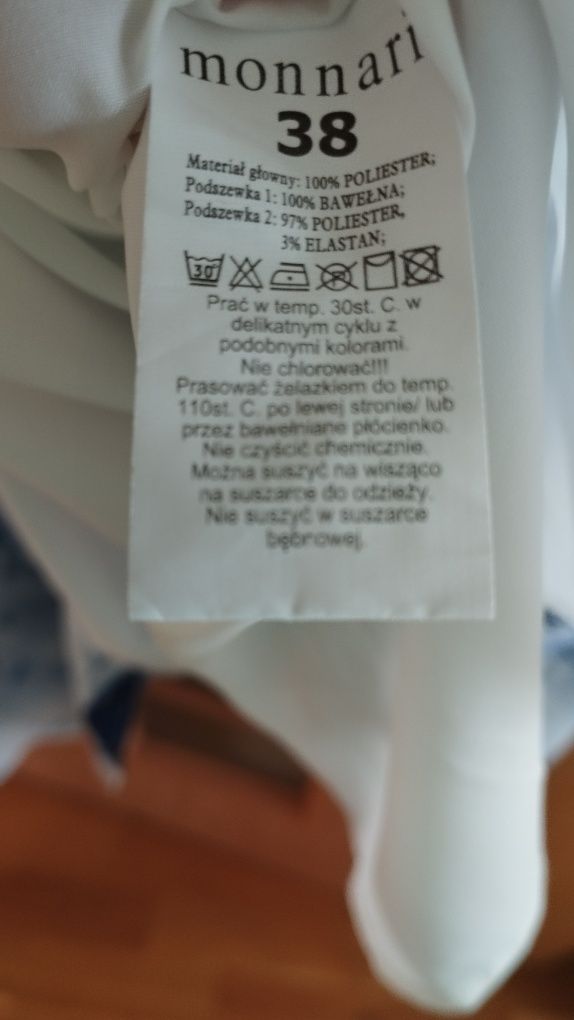 monnari
38
Materiał głowny: 100% POLIESTER;
Podszewka 1: 100% BAWEŁNA;
Podszewka 2: 97% POLIESTER,
3% ELASTAN;
30
Prać w temp. 30st. C. w
delikatnym cyklu z
podobnymi kolorami.
Nie chlorować!!!
Prasować żelazkiem do temp.
110st. C. po lewej stronie/ lub
przez bawełniane płócienko.
Nie czyścić chemicznie.
Można suszyć na wisząco
na suszarce do odzieży.
Nie suszyć w suszarce
bębnowej.